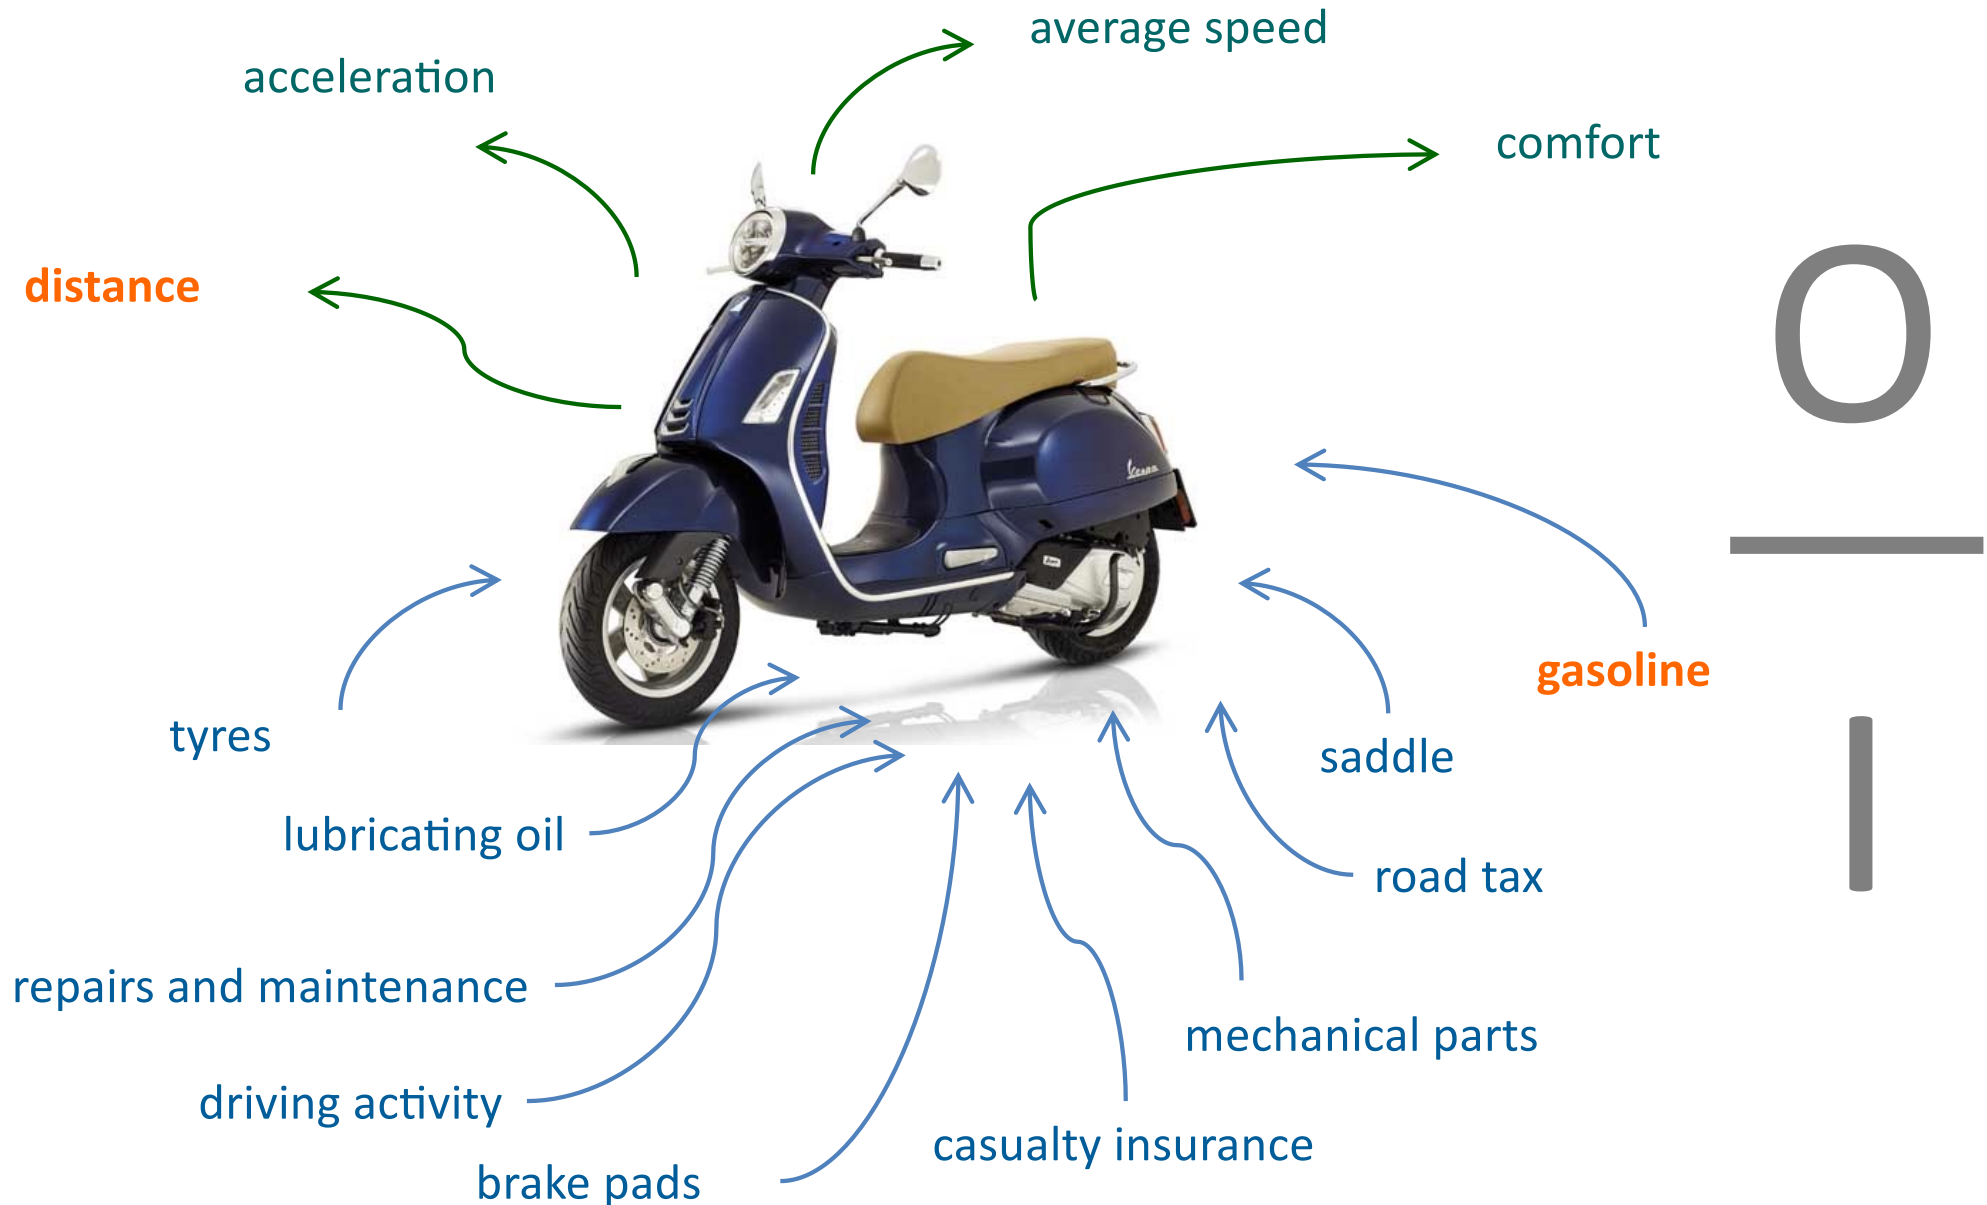 average speed
acceleration
comfort
distance
O
Vespa
gasoline
tyres
saddle
I
lubricating oil
road tax
repairs and maintenance
mechanical parts
driving activity
casualty insurance
brake pads